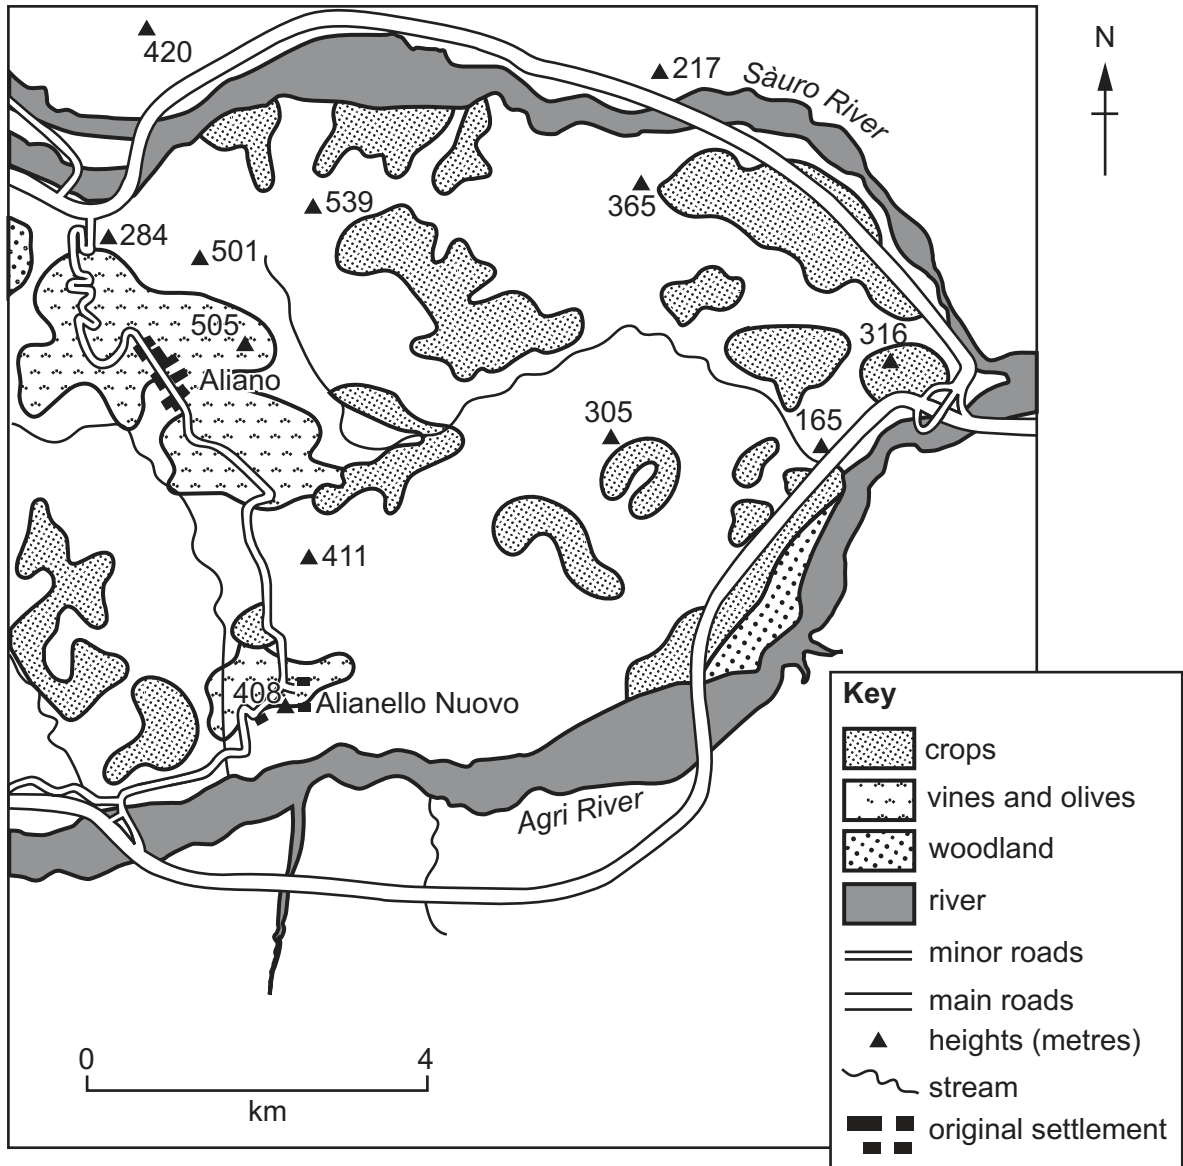 420
217
Sàuro River
N
539
365
284
501
505
316
Aliano
305
165
411
408
Alianello Nuovo
Agri River
Key
crops
vines and olives
woodland
river
minor roads
main roads
heights (metres)
stream
original settlement
0 4
km